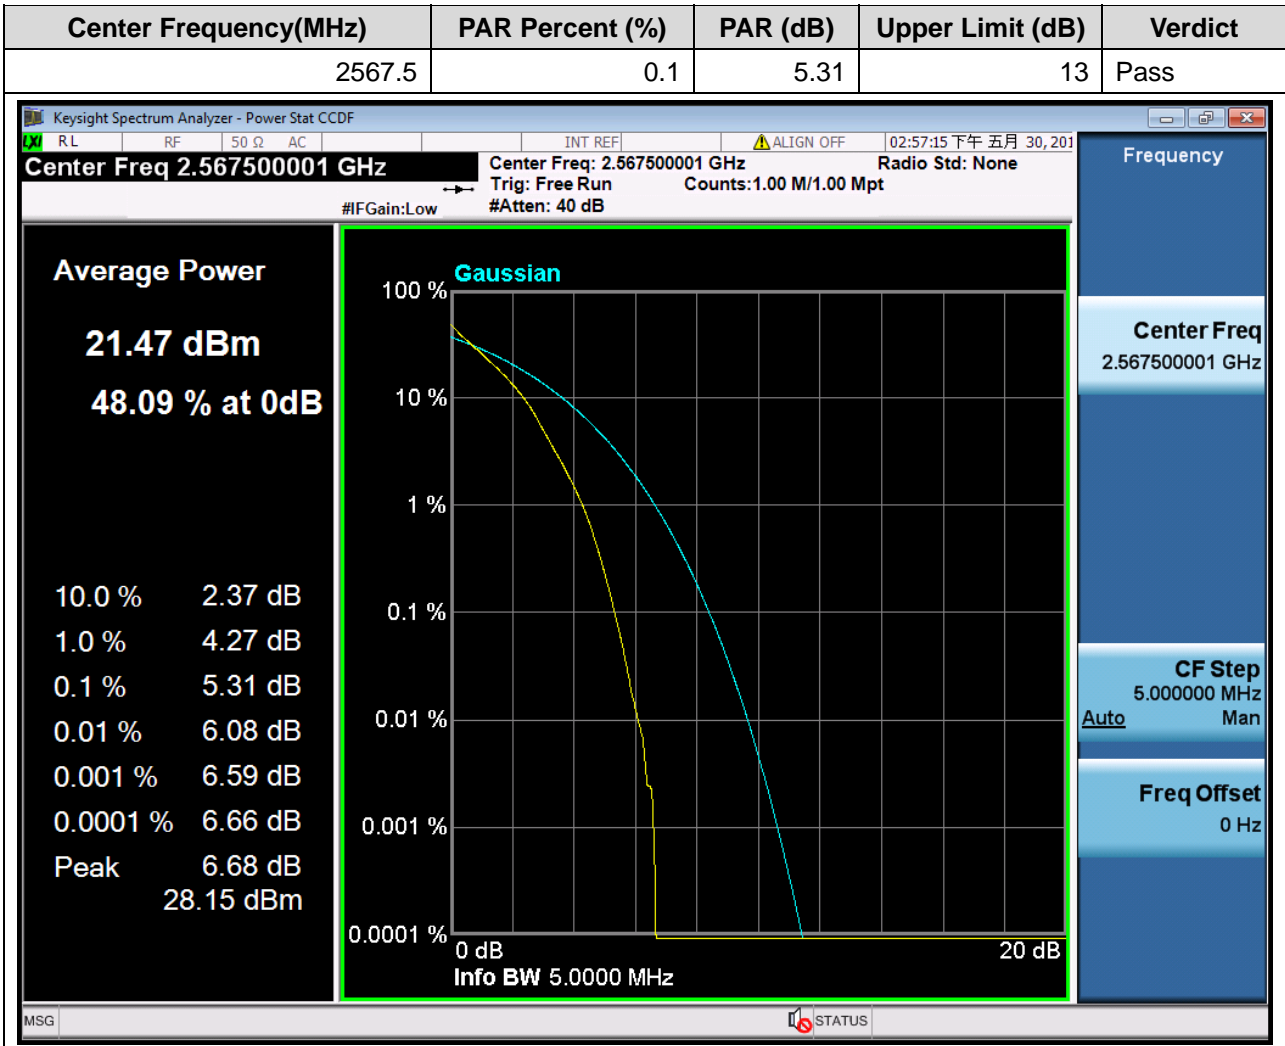 Center Frequency(MHz) PAR Percent (%) PAR (dB) Upper Limit (dB) Verdict
2567.5 0.1 5.31 13 Pass
Keysight Spectrum Analyzer - Power Stat CCDF
LXI RL RF 50 Ω AC INT REF ALIGN OFF 02:57:15 下午 五月 30, 201
Center Freq 2.567500001 GHz
#IFGain:Low
Center Freq: 2.567500001 GHz Radio Std: None
Trig: Free Run Counts:1.00 M/1.00 Mpt
#Atten: 40 dB
Average Power
21.47 dBm
48.09 % at 0dB
10.0 % 2.37 dB
1.0 % 4.27 dB
0.1 % 5.31 dB
0.01 % 6.08 dB
0.001 % 6.59 dB
0.0001 % 6.66 dB
Peak 6.68 dB
28.15 dBm
Gaussian
100 %
10 %
1 %
0.1 %
0.01 %
0.001 %
0.0001 %
0 dB 20 dB
Info BW 5.0000 MHz
Frequency
Center Freq
2.567500001 GHz
CF Step
5.000000 MHz
Auto Man
Freq Offset
0 Hz
MSG STATUS